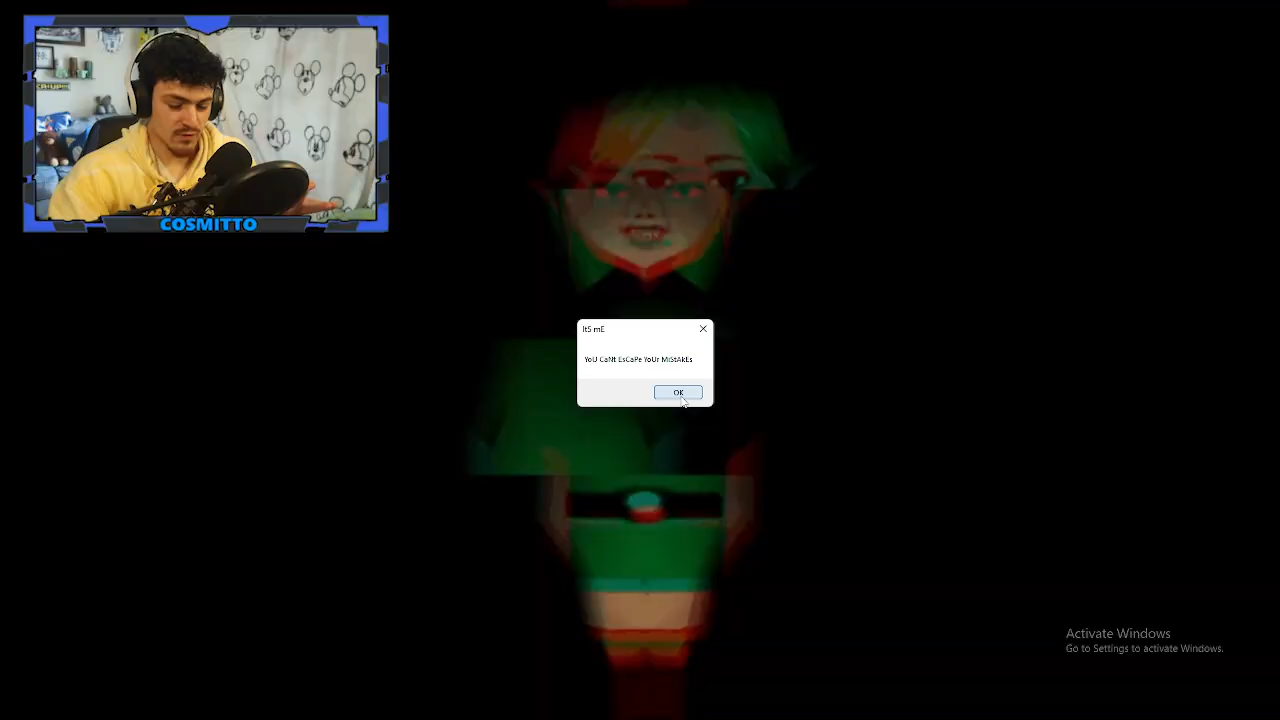 COSMITTO
ItS mE
YoU CaNt EsCaPe YoUr MiStAkEs
OK
Activate Windows
Go to Settings to activate Windows.